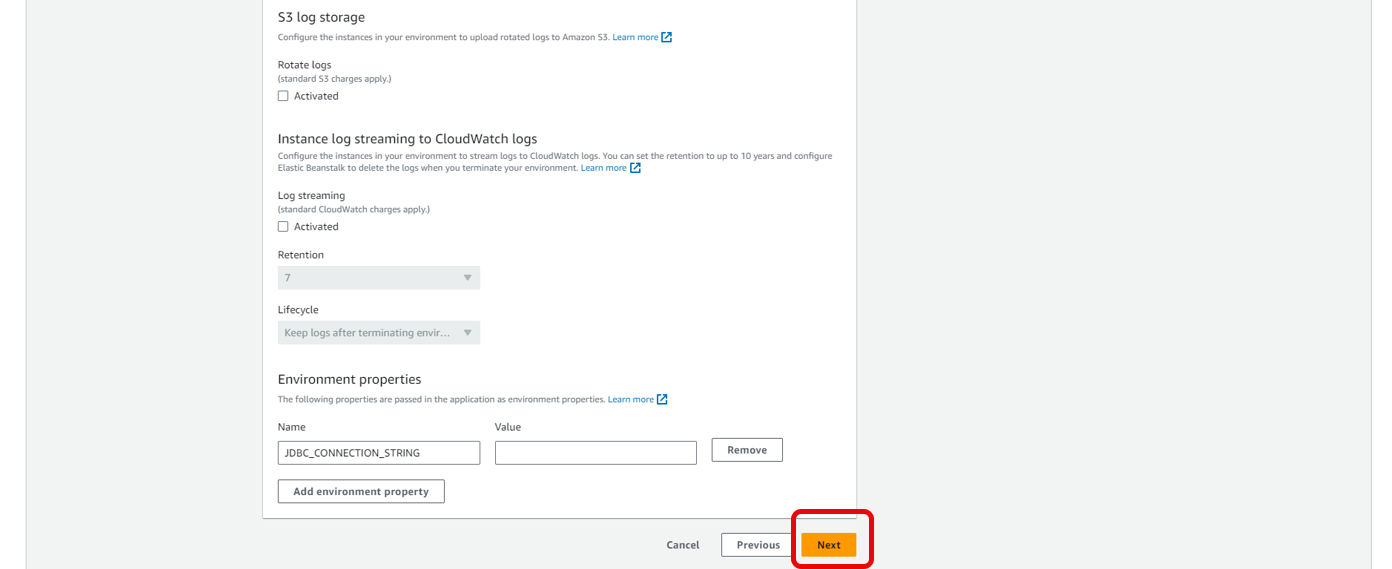 S3 log storage
Configure the instances in your environment to upload rotated logs to Amazon S3. Learn more
Rotate logs
(standard S3 charges apply.)
Activated
Instance log streaming to CloudWatch logs
Configure the instances in your environment to stream logs to CloudWatch logs. You can set the retention to up to 10 years and configure
Elastic Beanstalk to delete the logs when you terminate your environment. Learn more
Log streaming
(standard CloudWatch charges apply.)
Activated
Retention
7
Lifecycle
Keep logs after terminating envir...
Environment properties
The following properties are passed in the application as environment properties. Learn more
Name Value
JDBC_CONNECTION_STRING Remove
Add environment property
Cancel Previous Next